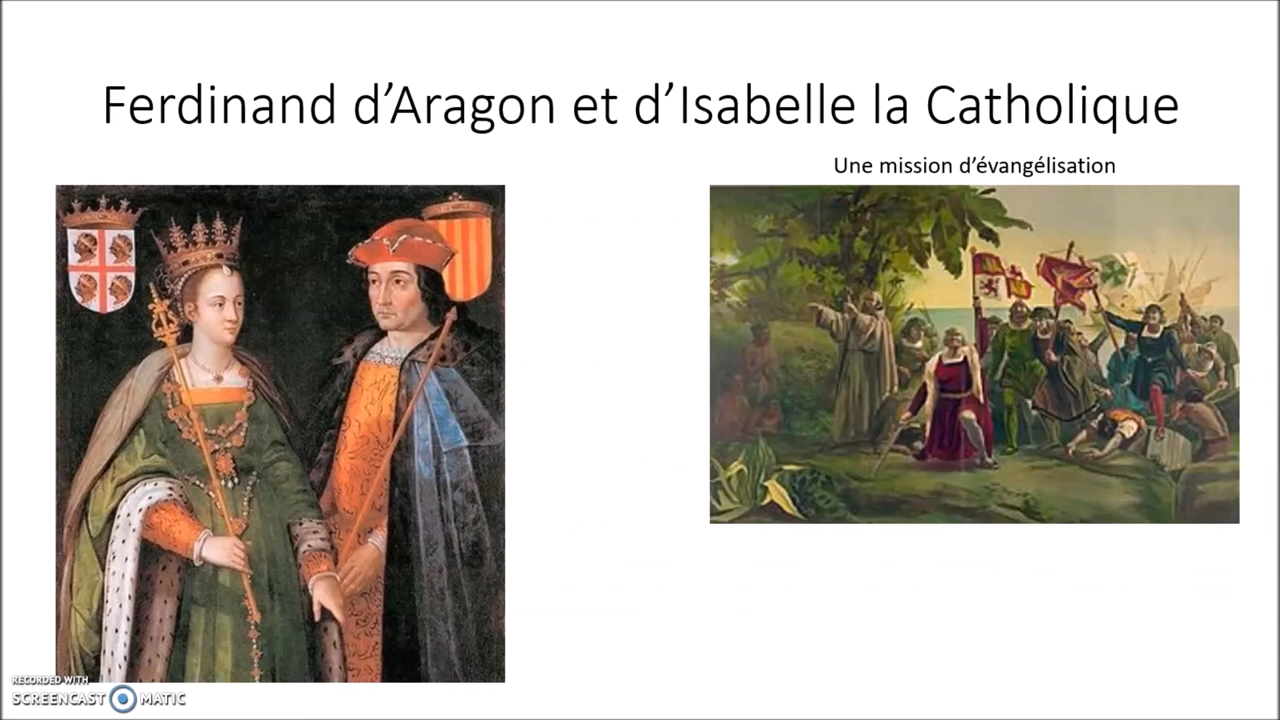 Ferdinand d’Aragon et d’Isabelle la Catholique
Une mission d’évangélisation
RECORDED WITH
SCREENCAST MATIC